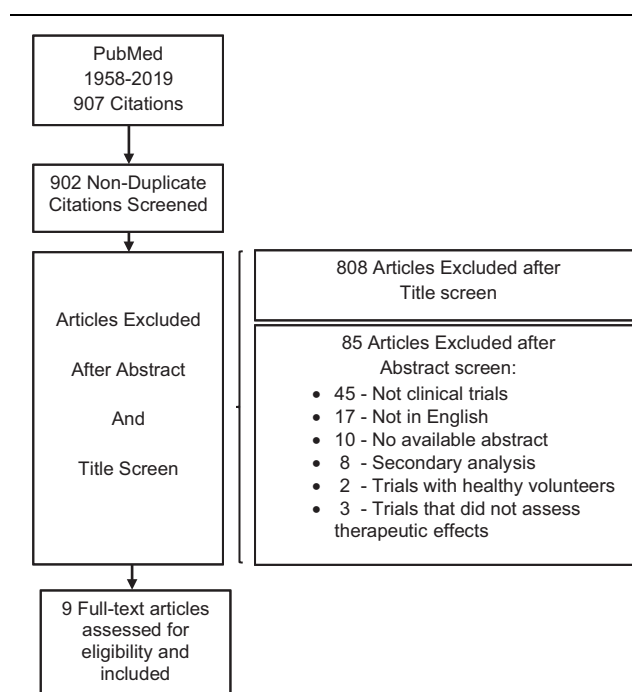 PubMed
1958-2019
907 Citations
902 Non-Duplicate
Citations Screened
Articles Excluded
After Abstract
And
Title Screen
808 Articles Excluded after
Title screen
85 Articles Excluded after
Abstract screen:
• 45 - Not clinical trials
• 17 - Not in English
• 10 - No available abstract
• 8 - Secondary analysis
• 2 - Trials with healthy volunteers
• 3 - Trials that did not assess
therapeutic effects
9 Full-text articles
assessed for
eligibility and
included